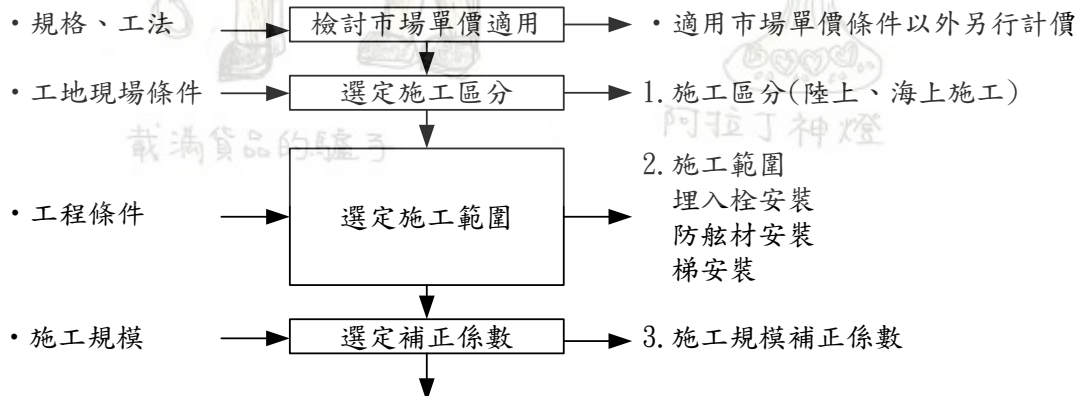 •規格、工法
檢討市場單價適用
•適用市場單價條件以外另行計價
•工地現場條件
選定施工區分
1.施工區分(陸上、海上施工)
載滿貨品的驢子
阿拉丁神燈
•工程條件
選定施工範圍
2.施工範圍
埋入栓安裝
防舷材安裝
梯安裝
•施工規模
選定補正係數
3.施工規模補正係數